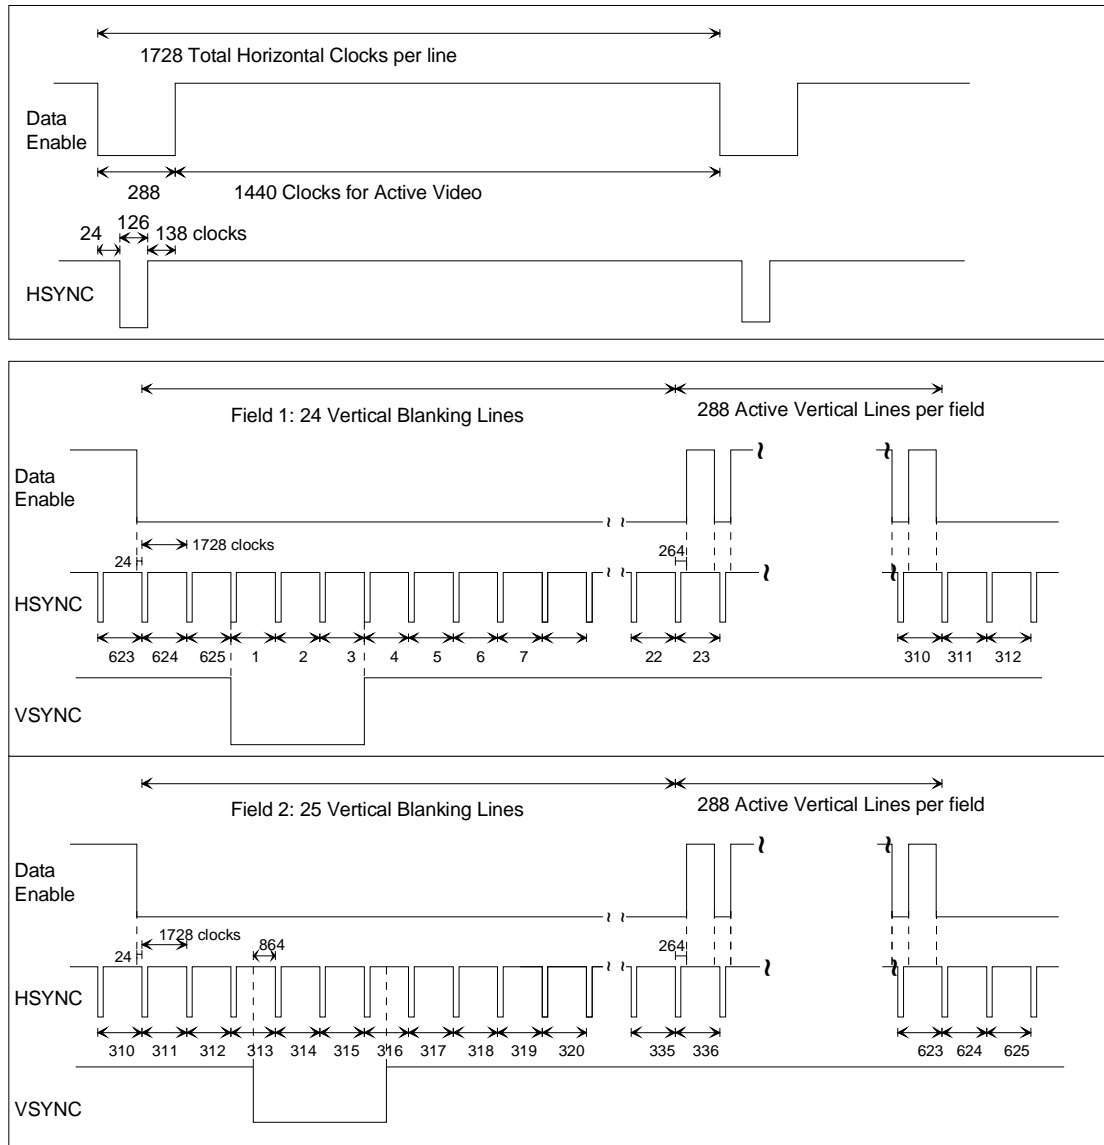 1728 Total Horizontal Clocks per line
Data
Enable
288
1440 Clocks for Active Video
126
24
138 clocks
HSYNC
Field 1: 24 Vertical Blanking Lines
288 Active Vertical Lines per field
Data
Enable
1728 clocks
24
264
HSYNC
623 624 625 1 2 3 4 5 6 7 22 23 310 311 312
VSYNC
Field 2: 25 Vertical Blanking Lines
288 Active Vertical Lines per field
Data
Enable
1728 clocks
864
24
264
HSYNC
310 311 312 313 314 315 316 317 318 319 320 335 336 623 624 625
VSYNC